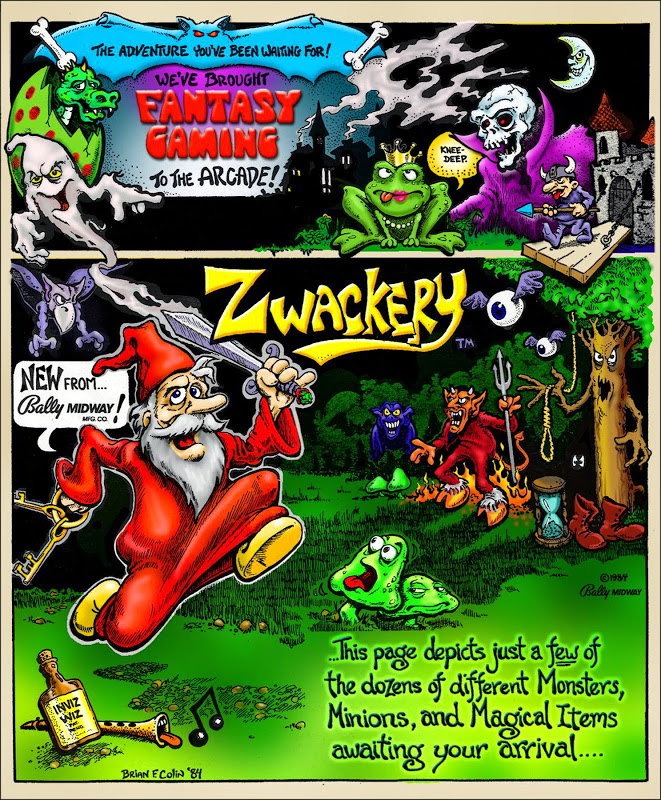 THE ADVENTURE YOU'VE BEEN WAITING FOR!
WE'VE BROUGHT
FANTASY
GAMING
TO THE ARCADE!
KNEE-
DEEP.
ZWACKERY
TM
NEW FROM...
Bally MIDWAY!
MFG. CO.
©1984
Bally MIDWAY
...This page depicts just a few of
the dozens of different Monsters,
Minions, and Magical Items
awaiting your arrival....
INVIZ
WIZ
BRIAN F. COLIN '84